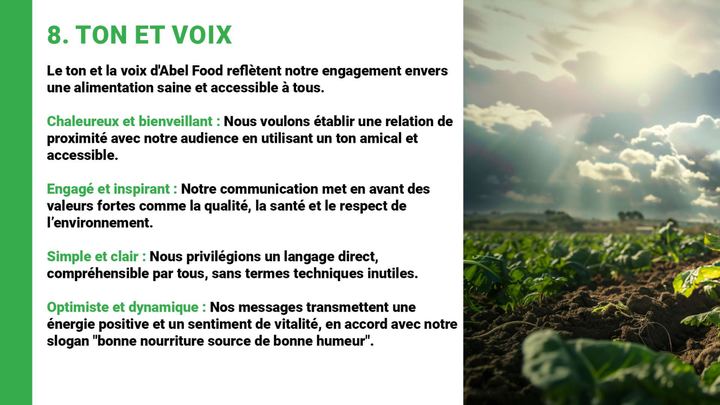 8. TON ET VOIX
Le ton et la voix d'Abel Food reflètent notre engagement envers
une alimentation saine et accessible à tous.
Chaleureux et bienveillant : Nous voulons établir une relation de
proximité avec notre audience en utilisant un ton amical et
accessible.
Engagé et inspirant : Notre communication met en avant des
valeurs fortes comme la qualité, la santé et le respect de
l’environnement.
Simple et clair : Nous privilégions un langage direct,
compréhensible par tous, sans termes techniques inutiles.
Optimiste et dynamique : Nos messages transmettent une
énergie positive et un sentiment de vitalité, en accord avec notre
slogan "bonne nourriture source de bonne humeur".